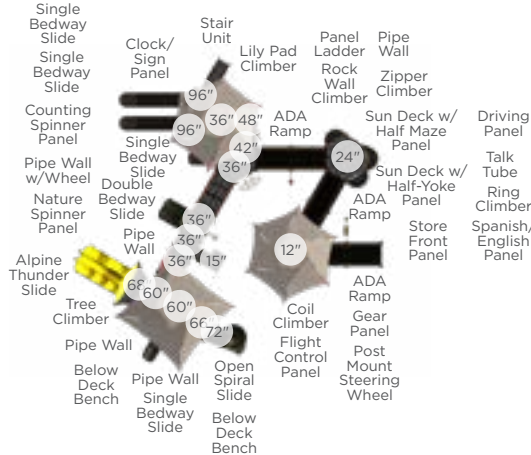 Single
Bedway
Slide
Single
Bedway
Slide
Counting
Spinner
Panel
Pipe Wall
w/Wheel
Nature
Spinner
Panel
Alpine
Thunder
Slide
Tree
Climber
Pipe Wall
Below
Deck
Bench
Clock/
Sign
Panel
Stair
Unit
Lily Pad
Climber
Single
Bedway
Slide
Double
Bedway
Slide
Pipe
Wall
96"
96"
36"
48"
42"
36"
36"
36"
36"
15"
68"
60"
60"
66"
72"
24"
12"
ADA
Ramp
Panel
Ladder
Rock
Wall
Climber
Pipe
Wall
Zipper
Climber
Sun Deck w/
Half Maze
Panel
Sun Deck w/
Half-Yoke
Panel
ADA
Ramp
Driving
Panel
Talk
Tube
Ring
Climber
Spanish/
English
Panel
Store
Front
Panel
ADA
Ramp
Gear
Panel
Post
Mount
Steering
Wheel
Coil
Climber
Flight
Control
Panel
Pipe Wall
Single
Bedway
Slide
Open
Spiral
Slide
Below
Deck
Bench